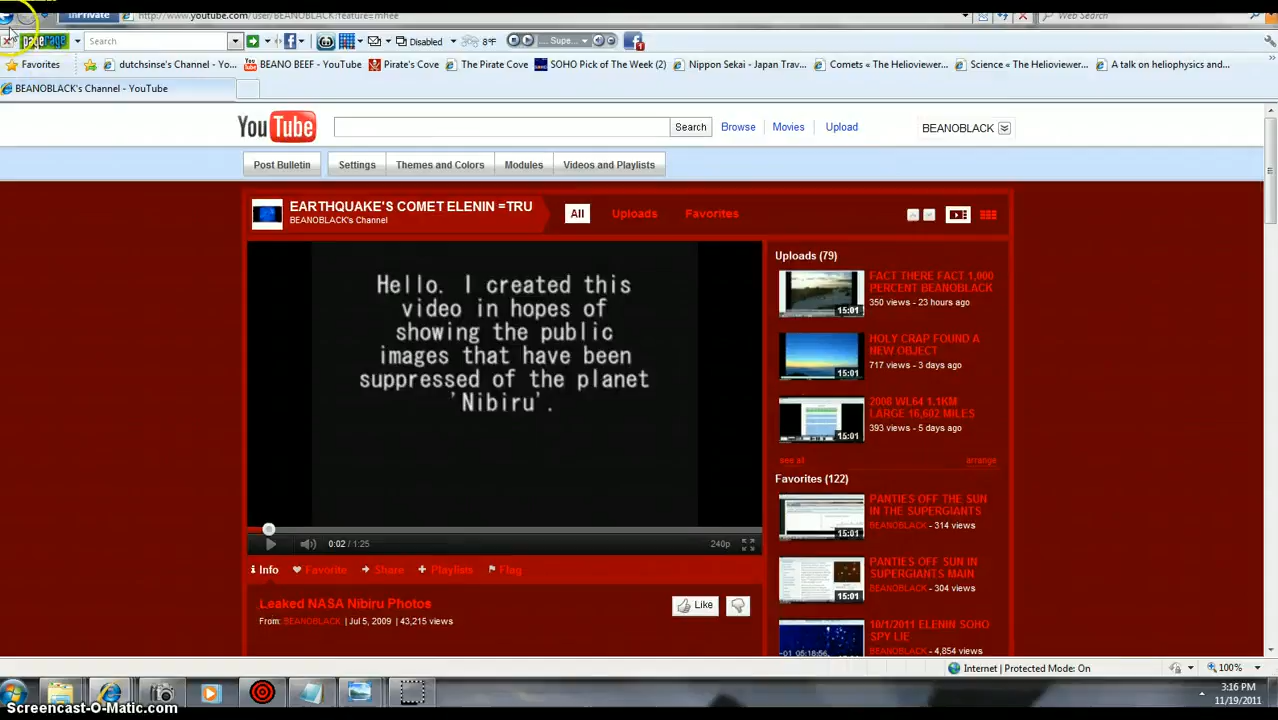 InPrivate http://www.youtube.com/user/BEANOBLACK?feature=mhee Web Search
pagerage Search Disabled 8°F .... Supe...
Favorites dutchsinse's Channel - Yo... BEANO BEEF - YouTube Pirate's Cove The Pirate Cove SOHO Pick of The Week (2) Nippon Sekai - Japan Trav... Comets « The Helioviewer... Science « The Helioviewer... A talk on heliophysics and...
BEANOBLACK's Channel - YouTube
YouTube Search Browse Movies Upload BEANOBLACK
Post Bulletin Settings Themes and Colors Modules Videos and Playlists
EARTHQUAKE'S COMET ELENIN =TRU
BEANOBLACK's Channel
All Uploads Favorites
Hello. I created this
video in hopes of
showing the public
images that have been
suppressed of the planet
'Nibiru'.
0:02 / 1:25 240p
Info Favorite Share Playlists Flag
Leaked NASA Nibiru Photos
From: BEANOBLACK | Jul 5, 2009 | 43,215 views
Like
Uploads (79)
15:01
FACT THERE FACT 1,000
PERCENT BEANOBLACK
350 views - 23 hours ago
15:01
HOLY CRAP FOUND A
NEW OBJECT
717 views - 3 days ago
15:01
2008 WL64 1.1KM
LARGE 16,602 MILES
393 views - 5 days ago
see all arrange
Favorites (122)
15:01
PANTIES OFF THE SUN
IN THE SUPERGIANTS
BEANOBLACK - 314 views
15:01
PANTIES OFF SUN IN
SUPERGIANTS MAIN
BEANOBLACK - 304 views
10/1/2011 ELENIN SOHO
SPY LIE
BEANOBLACK - 4,854 views
Internet | Protected Mode: On 100%
3:16 PM
11/19/2011
Screencast-O-Matic.com